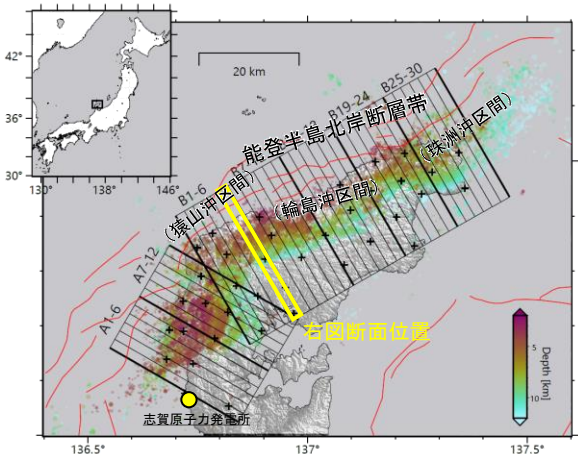 42°
36°
30°
130°
138°
146°
20 km
B25-30
B19-24
B1-6
A7-12
A1-6
能登半島北岸断層帯
(猿山沖区間)
(輪島沖区間)
(珠洲沖区間)
右図断面位置
志賀原子力発電所
Depth [km]
5
10
136.5°
137°
137.5°